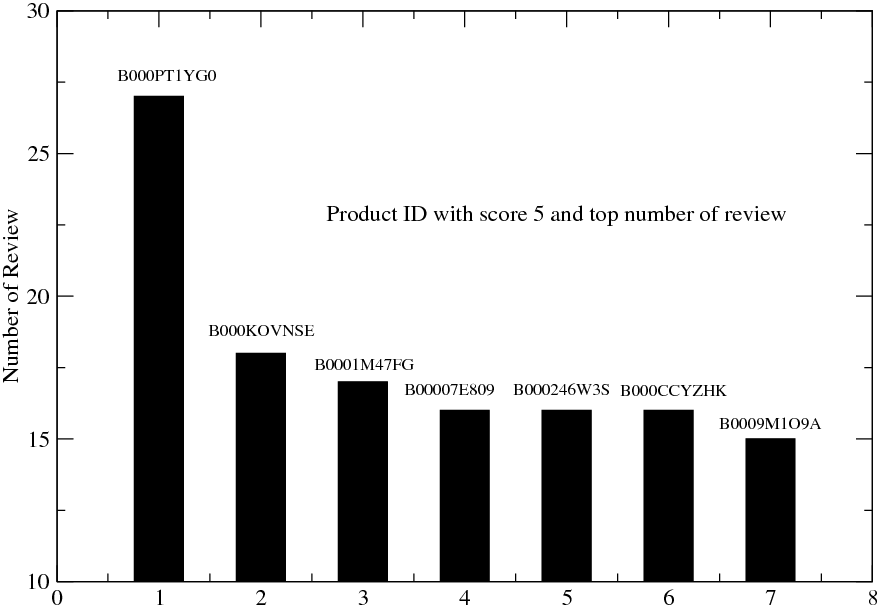 30
B000PT1YG0
25
Product ID with score 5 and top number of review
Number of Review
20
B000KOVNSE
B0001M47FG
B00007E809
B000246W3S
B000CCYZHK
B0009M1O9A
15
10
0 1 2 3 4 5 6 7 8